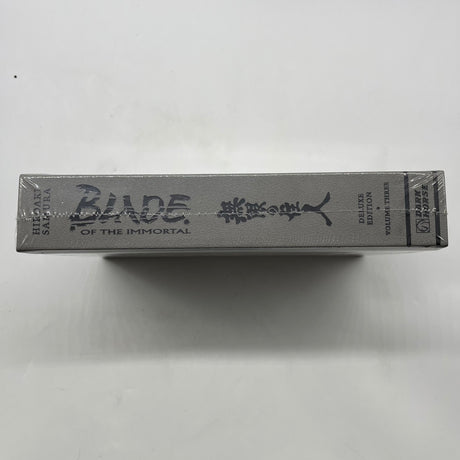 HIROAKI
SAMURA
BLADE
OF THE IMMORTAL
無限の住人
DELUXE
EDITION
•
VOLUME THREE
DARK
HORSE